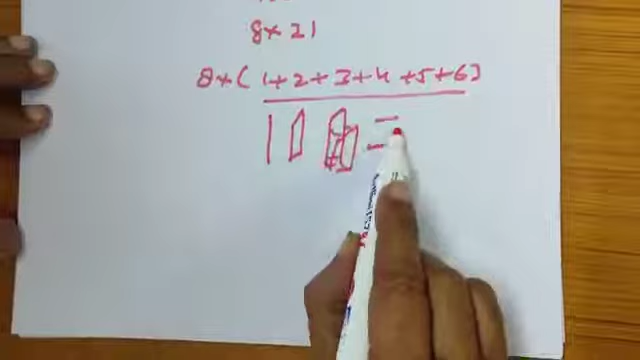 8 × 21
8 × ( 1 + 2 + 3 + 4 + 5 + 6 )